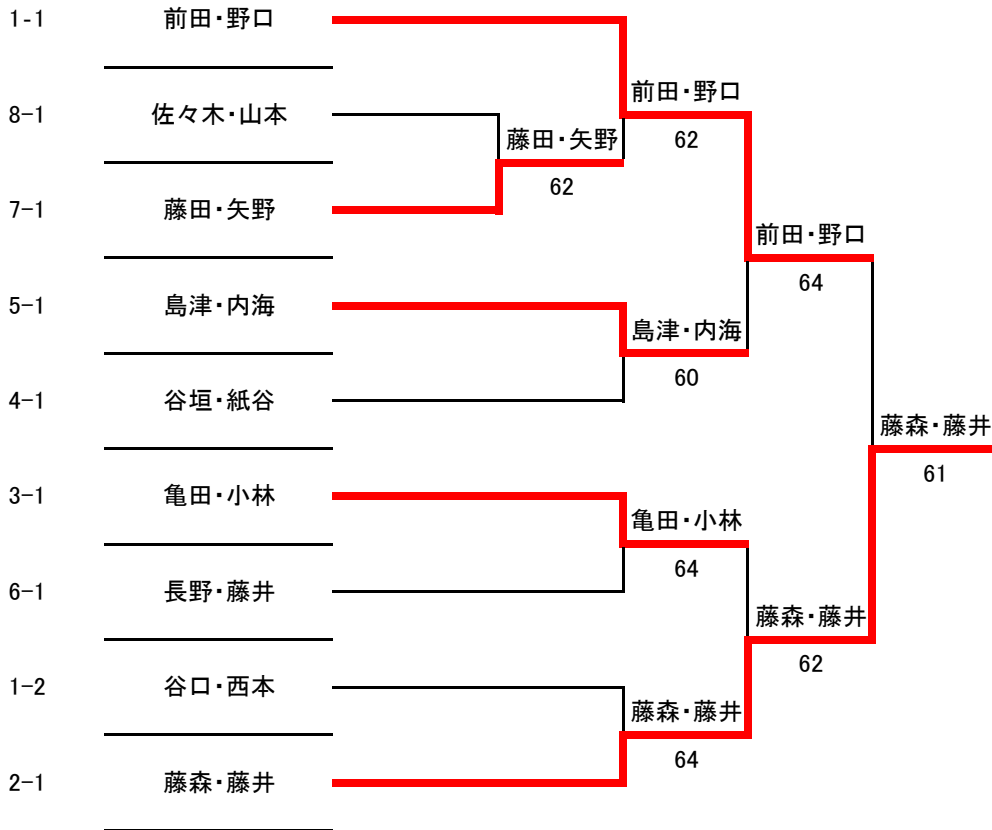 1-1 前田・野口
前田・野口
8-1 佐々木・山本
藤田・矢野 62
62
7-1 藤田・矢野
前田・野口
64
5-1 島津・内海
島津・内海
60
4-1 谷垣・紙谷
藤森・藤井
61
3-1 亀田・小林
亀田・小林
64
6-1 長野・藤井
藤森・藤井
62
1-2 谷口・西本
藤森・藤井
64
2-1 藤森・藤井